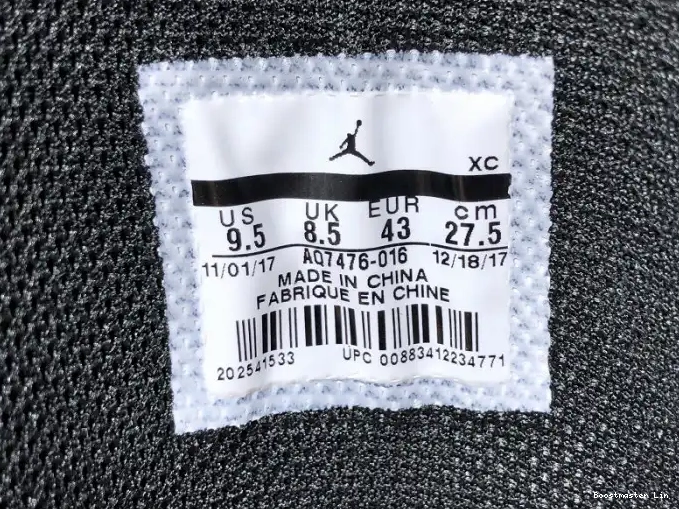 XC
US UK EUR cm
9.5 8.5 43 27.5
11/01/17 AQ7476-016 12/18/17
MADE IN CHINA
FABRIQUE EN CHINE
202541533 UPC 00883412234771
Boostmasten Lin